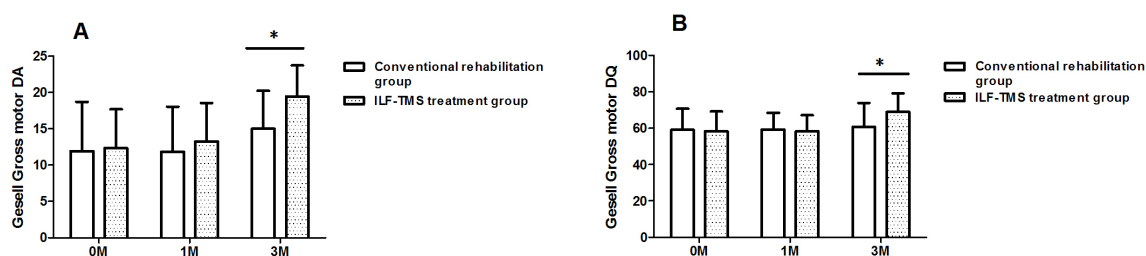 A
*
25
20
15
10
5
0
Gesell Gross motor DA
0M
1M
3M
Conventional rehabilitation
group
ILF-TMS treatment group
B
*
100
80
60
40
20
0
Gesell Gross motor DQ
0M
1M
3M
Conventional rehabilitation
group
ILF-TMS treatment group